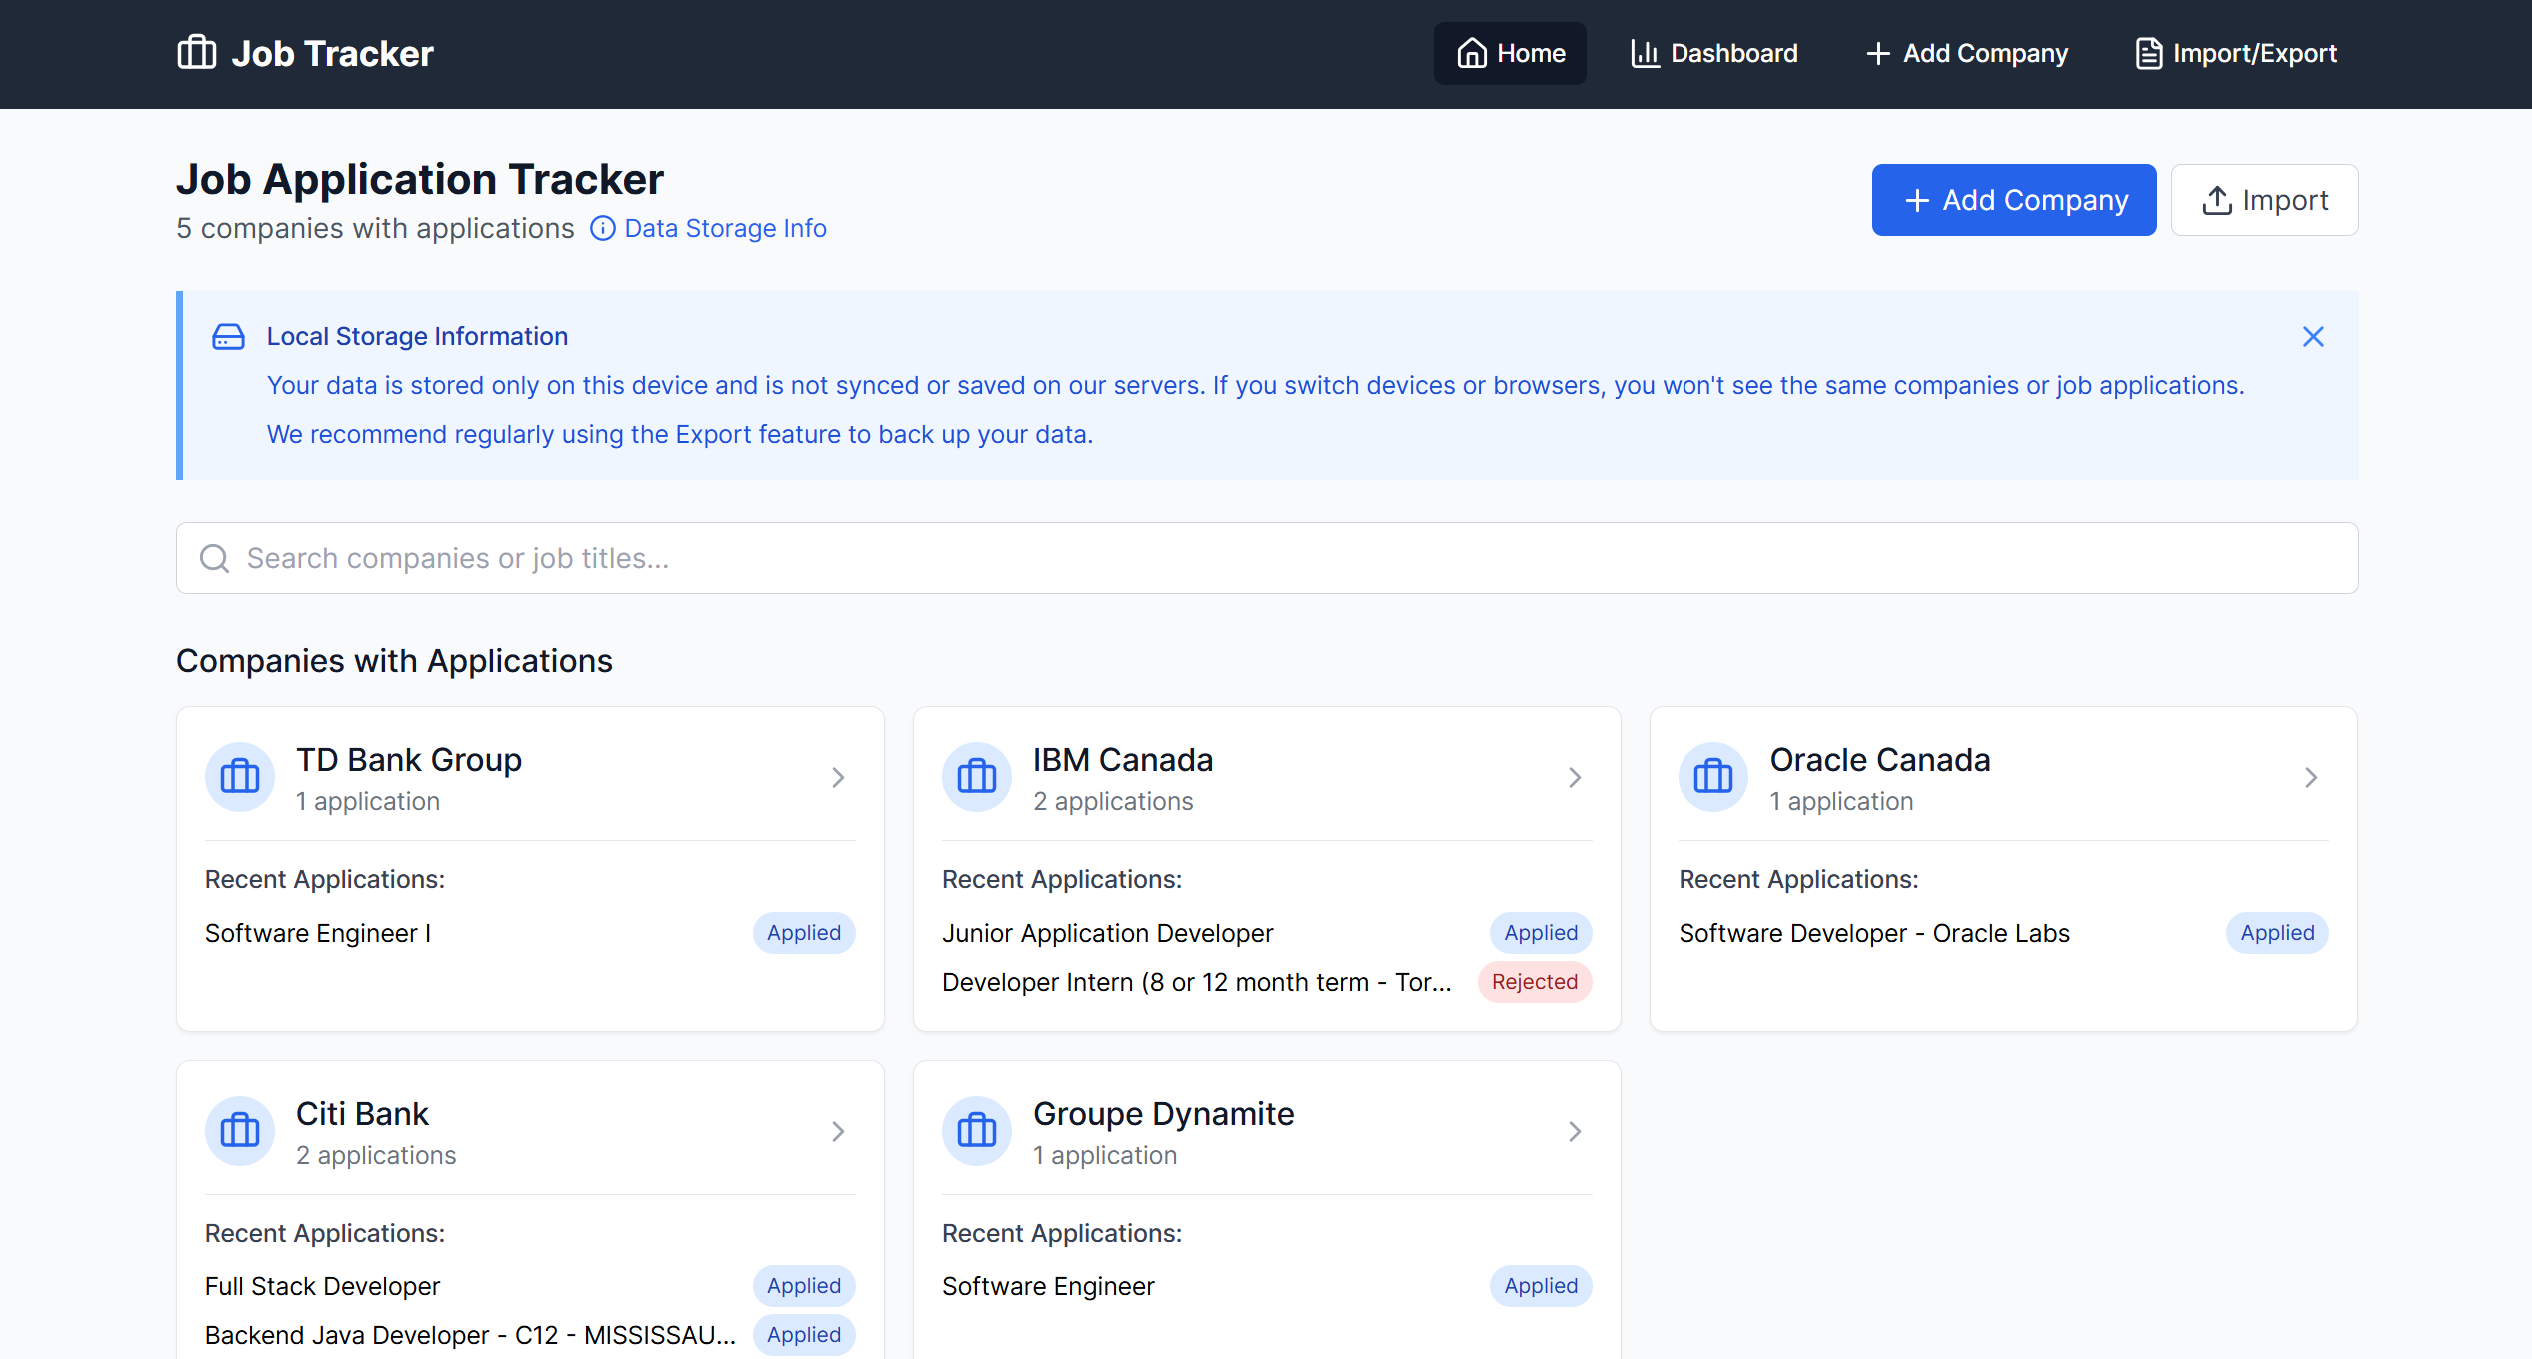 Job Tracker
Home
Dashboard
Add Company
Import/Export
Job Application Tracker
5 companies with applications
Data Storage Info
Add Company
Import
Local Storage Information
Your data is stored only on this device and is not synced or saved on our servers. If you switch devices or browsers, you won't see the same companies or job applications.
We recommend regularly using the Export feature to back up your data.
Search companies or job titles...
Companies with Applications
TD Bank Group
1 application
Recent Applications:
Software Engineer I
Applied
IBM Canada
2 applications
Recent Applications:
Junior Application Developer
Applied
Developer Intern (8 or 12 month term - Tor...
Rejected
Oracle Canada
1 application
Recent Applications:
Software Developer - Oracle Labs
Applied
Citi Bank
2 applications
Recent Applications:
Full Stack Developer
Applied
Backend Java Developer - C12 - MISSISSAU...
Applied
Groupe Dynamite
1 application
Recent Applications:
Software Engineer
Applied